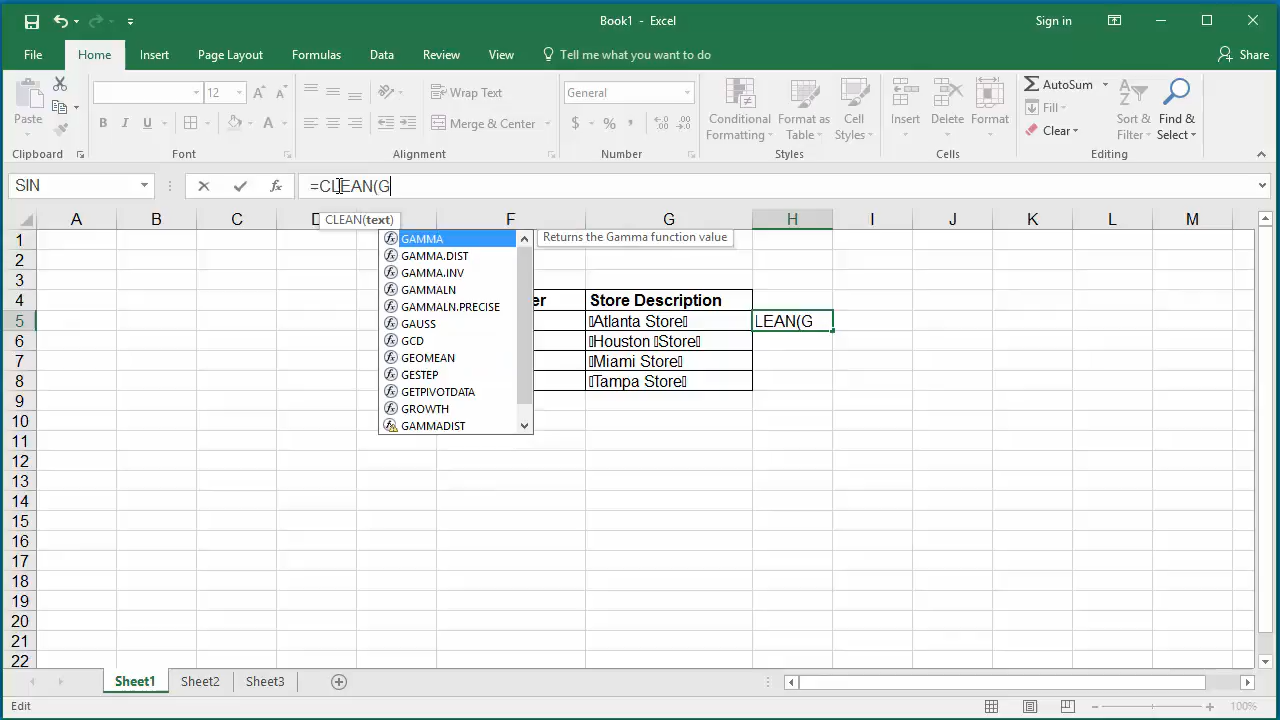 Book1 - Excel
Sign in
File Home Insert Page Layout Formulas Data Review View Tell me what you want to do Share
Paste
Clipboard
12
B I U A
Font
Wrap Text
Merge & Center
Alignment
General
$ % ,
Number
Conditional Formatting
Format as Table
Cell Styles
Styles
Insert
Delete
Format
Cells
AutoSum
Fill
Clear
Sort & Filter
Find & Select
Editing
SIN
fx
=CLEAN(G
CLEAN(text)
A B C D F G H I J K L M
GAMMA
Returns the Gamma function value
GAMMA.DIST
GAMMA.INV
GAMMALN
GAMMALN.PRECISE
GAUSS
GCD
GEOMEAN
GESTEP
GETPIVOTDATA
GROWTH
GAMMADIST
1
2
3
4 er Store Description
5 Atlanta Store LEAN(G
6 Houston Store
7 Miami Store
8 Tampa Store
9
10
11
12
13
14
15
16
17
18
19
20
21
22
Sheet1 Sheet2 Sheet3
Edit
100%